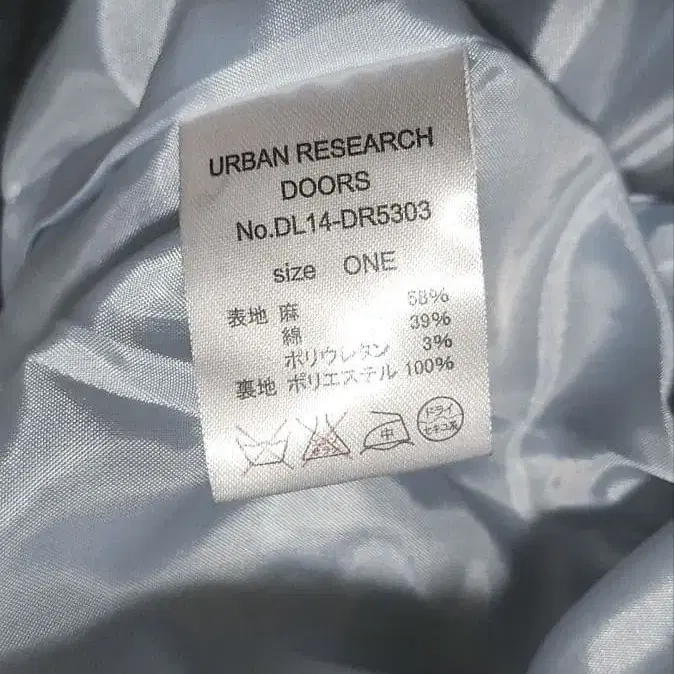 URBAN RESEARCH
DOORS
No.DL14-DR5303
size ONE
表地 麻 58%
綿 39%
ポリウレタン 3%
裏地 ポリエステル 100%
中 ドライ
セキユ系